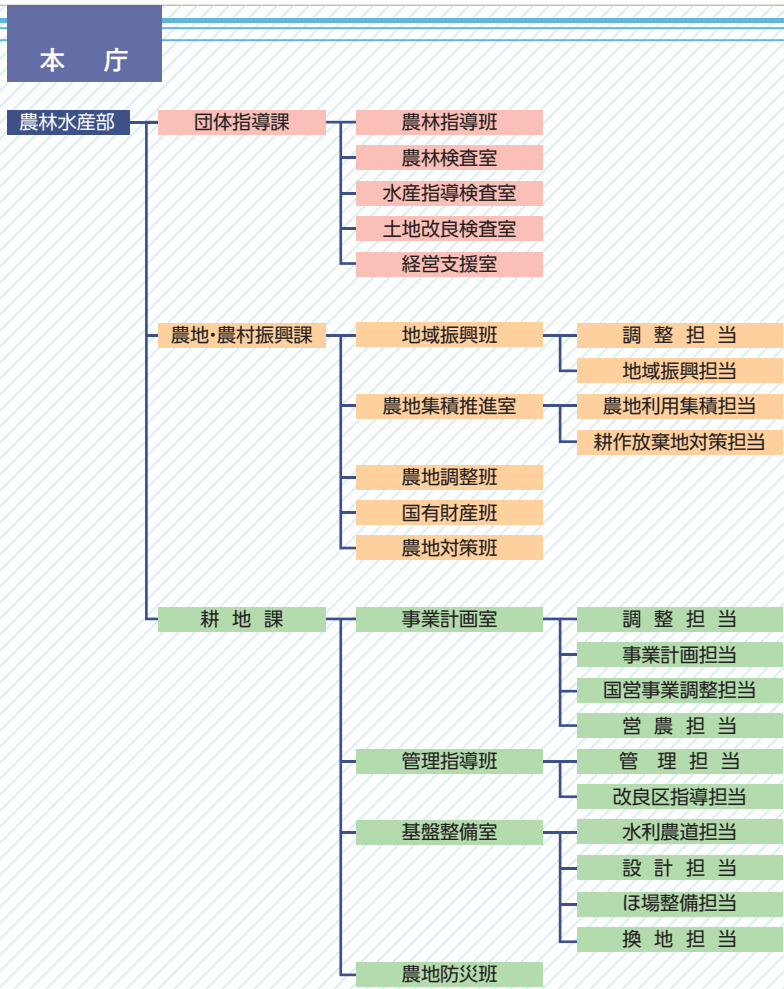 本 庁
農林水産部
団体指導課
農林指導班
農林検査室
水産指導検査室
土地改良検査室
経営支援室
農地・農村振興課
地域振興班
調整担当
地域振興担当
農地集積推進室
農地利用集積担当
耕作放棄地対策担当
農地調整班
国有財産班
農地対策班
耕地課
事業計画室
調整担当
事業計画担当
国営事業調整担当
営農担当
管理指導班
管理担当
改良区指導担当
基盤整備室
水利農道担当
設計担当
ほ場整備担当
換地担当
農地防災班